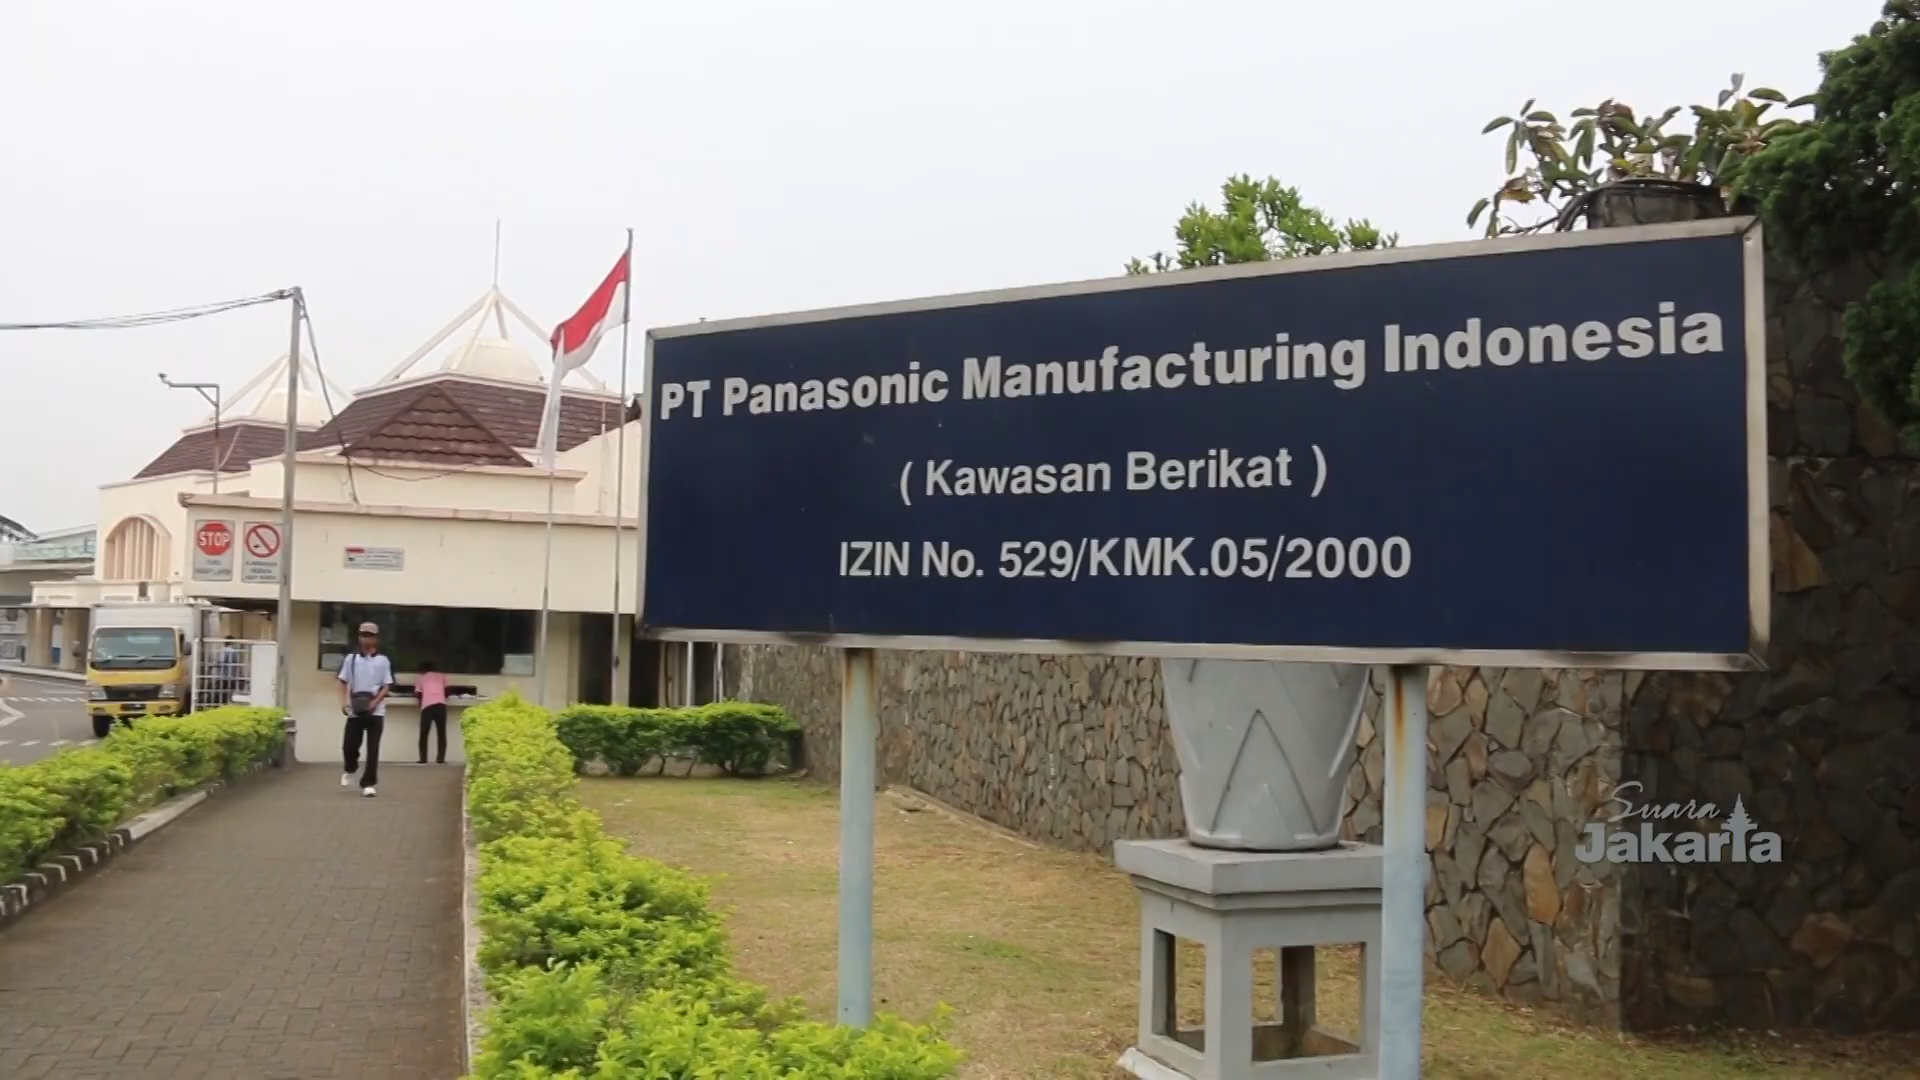 PT Panasonic Manufacturing Indonesia
( Kawasan Berikat )
IZIN No. 529/KMK.05/2000
STOP
Suara
Jakarta